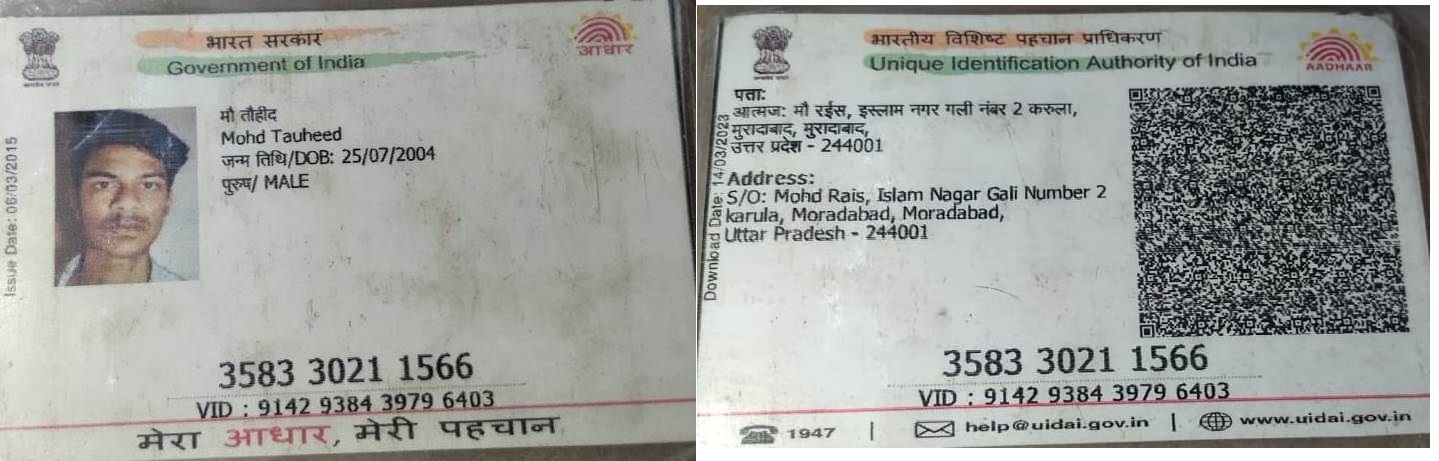 भारत सरकार
Government of India
आधार
Issue Date: 06/03/2015
मौ तौहीद
Mohd Tauheed
जन्म तिथि/DOB: 25/07/2004
पुरुष/ MALE
3583 3021 1566
VID : 9142 9384 3979 6403
मेरा आधार, मेरी पहचान
भारतीय विशिष्ट पहचान प्राधिकरण
Unique Identification Authority of India
AADHAAR
Download Date: 14/03/2023
पता:
आत्मज: मौ रईस, इस्लाम नगर गली नंबर 2 करुला,
मुरादाबाद, मुरादाबाद,
उत्तर प्रदेश - 244001
Address:
S/O: Mohd Rais, Islam Nagar Gali Number 2
karula, Moradabad, Moradabad,
Uttar Pradesh - 244001
3583 3021 1566
VID : 9142 9384 3979 6403
1947 | help@uidai.gov.in | www.uidai.gov.in